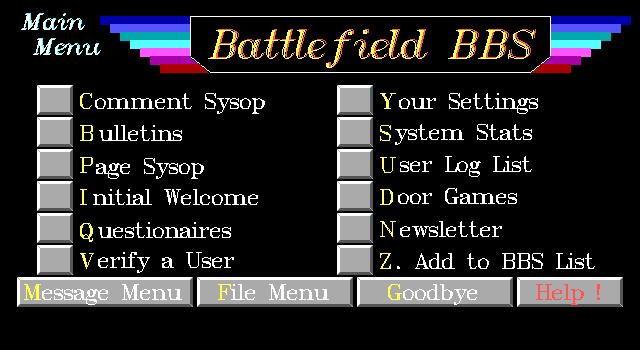 Main
Menu
Battlefield BBS
Comment Sysop
Bulletins
Page Sysop
Initial Welcome
Questionaires
Verify a User
Your Settings
System Stats
User Log List
Door Games
Newsletter
Z. Add to BBS List
Message Menu
File Menu
Goodbye
Help !